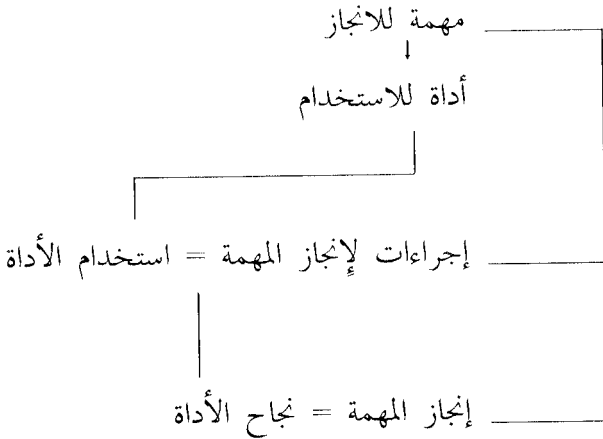 مهمة للانجاز
أداة للاستخدام
إجراءات لإنجاز المهمة = استخدام الأداة
إنجاز المهمة = نجاح الأداة